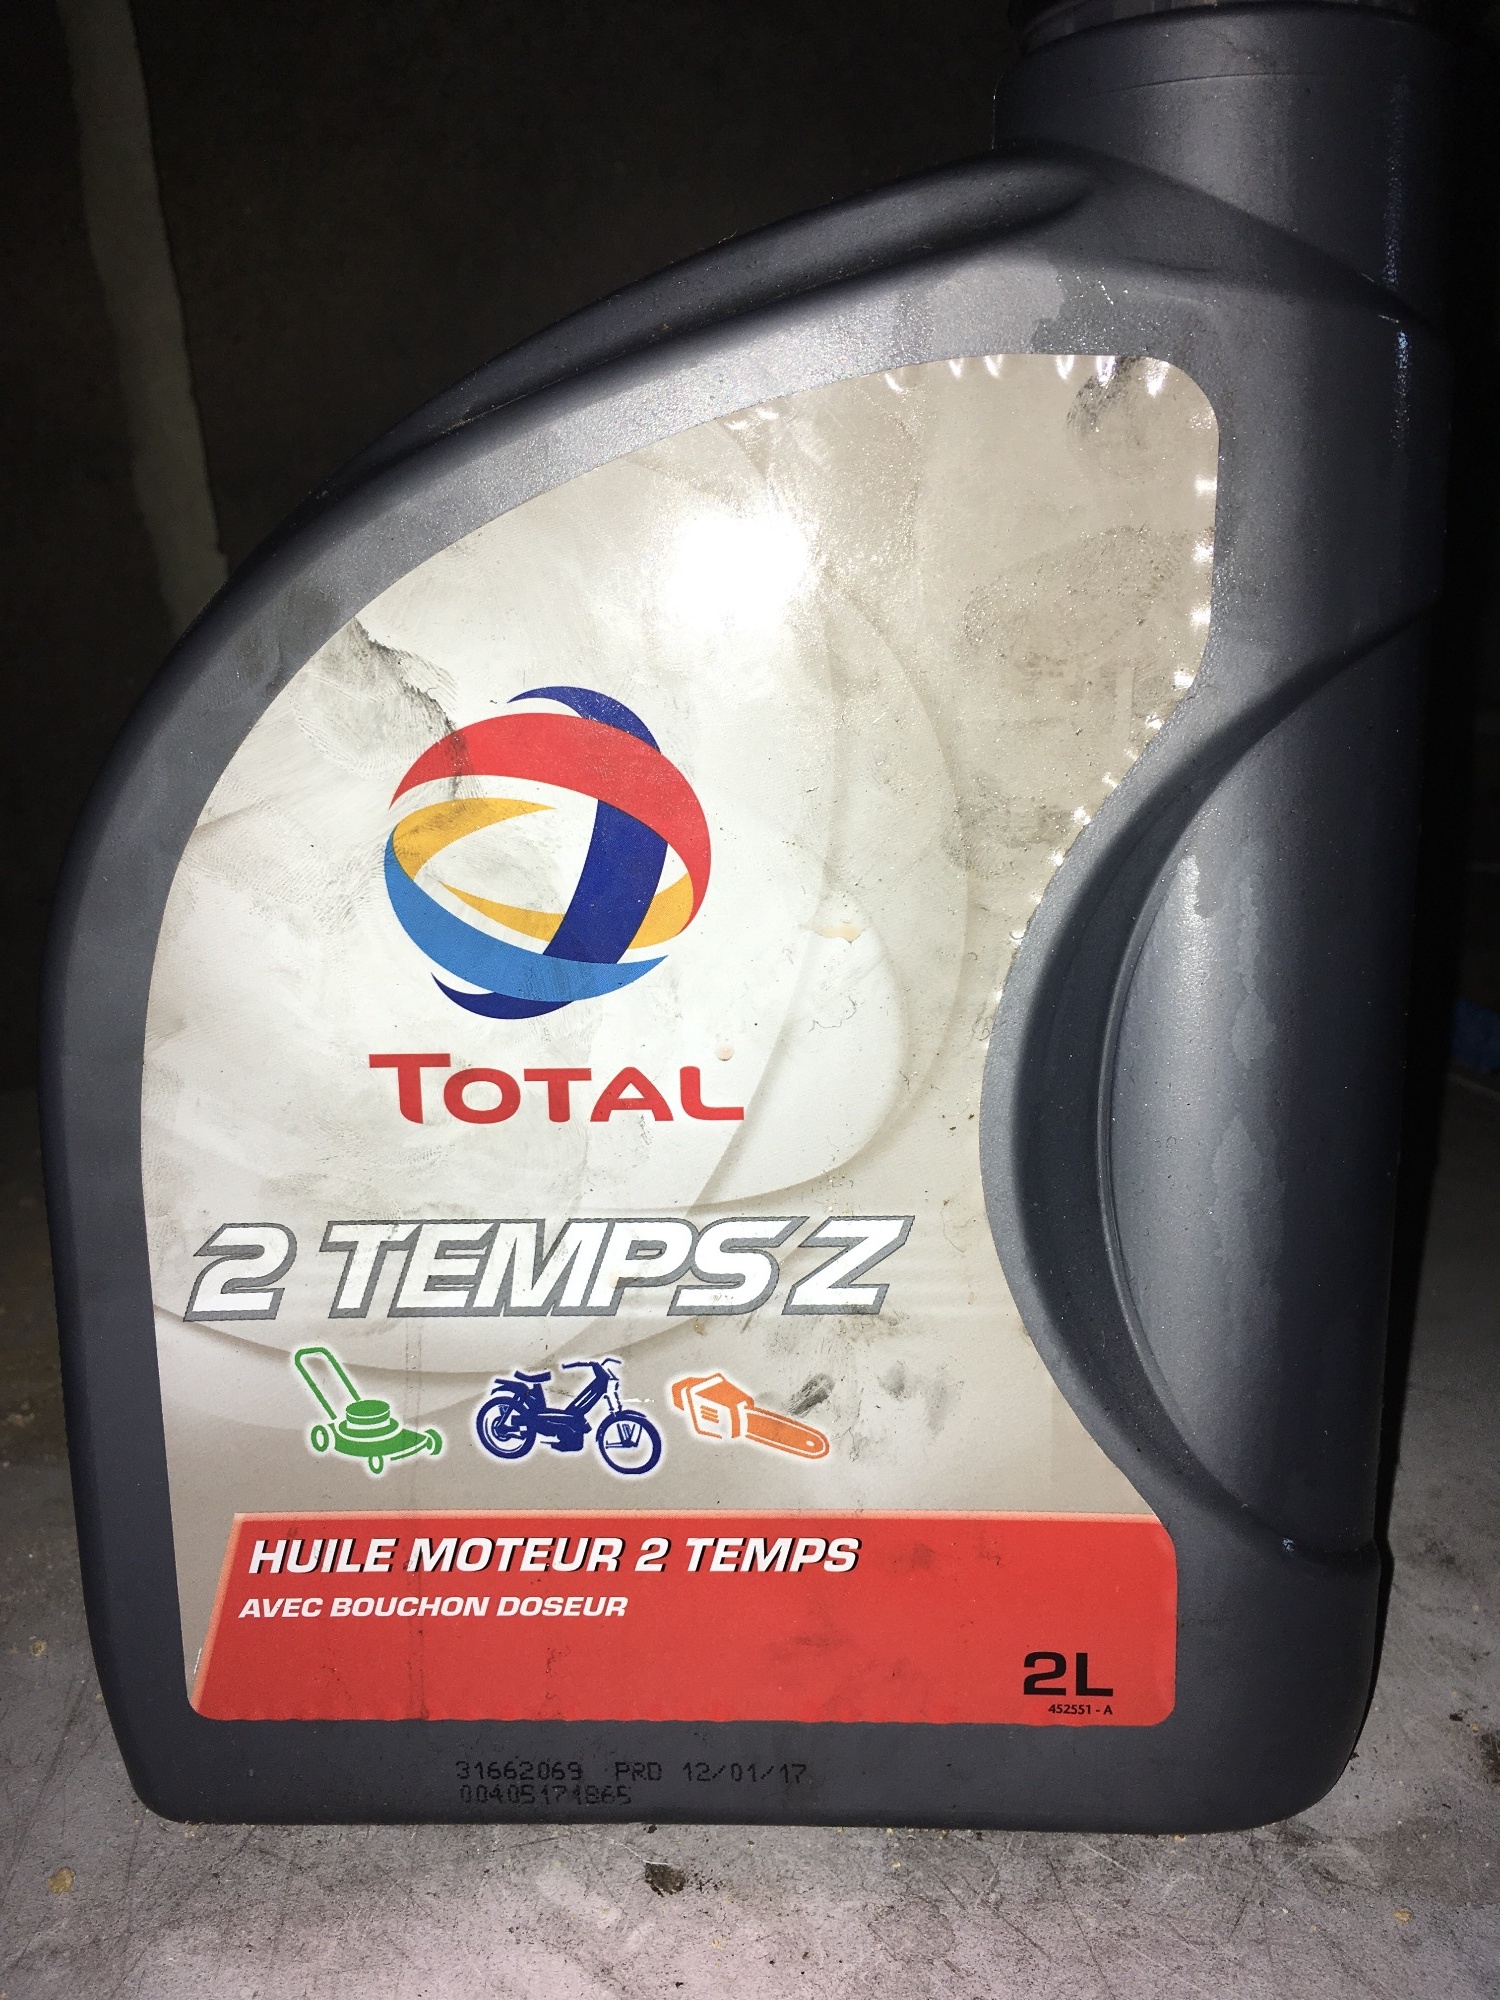 TOTAL
2 TEMPS Z
HUILE MOTEUR 2 TEMPS
AVEC BOUCHON DOSEUR
2L
452551 - A
31662069 PRD 12/01/17
00405171865